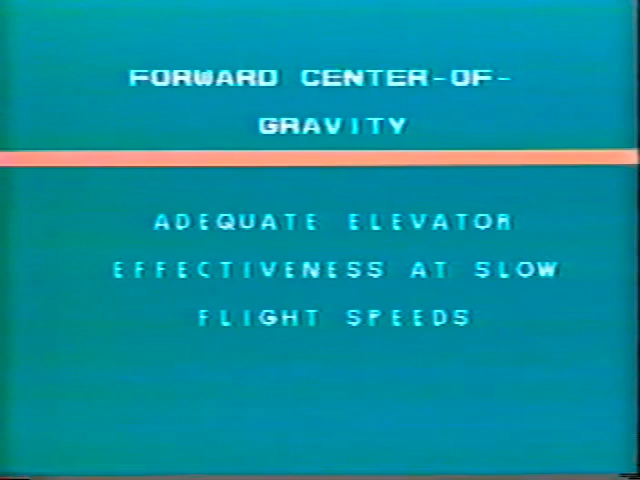 FORWARD CENTER-OF-
GRAVITY
ADEQUATE ELEVATOR
EFFECTIVENESS AT SLOW
FLIGHT SPEEDS